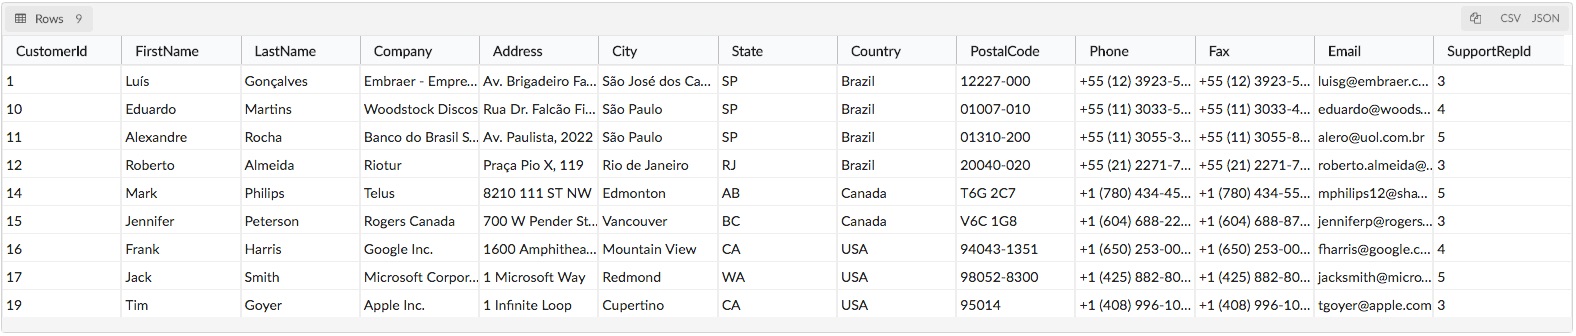 Rows 9 CSV JSON
CustomerId FirstName LastName Company Address City State Country PostalCode Phone Fax Email SupportRepId
1 Luís Gonçalves Embraer - Empre... Av. Brigadeiro Fa... São José dos Ca... SP Brazil 12227-000 +55 (12) 3923-5... +55 (12) 3923-5... luisg@embraer.c... 3
10 Eduardo Martins Woodstock Discos Rua Dr. Falcão Fi... São Paulo SP Brazil 01007-010 +55 (11) 3033-5... +55 (11) 3033-4... eduardo@woods... 4
11 Alexandre Rocha Banco do Brasil S... Av. Paulista, 2022 São Paulo SP Brazil 01310-200 +55 (11) 3055-3... +55 (11) 3055-8... alero@uol.com.br 5
12 Roberto Almeida Riotur Praça Pio X, 119 Rio de Janeiro RJ Brazil 20040-020 +55 (21) 2271-7... +55 (21) 2271-7... roberto.almeida@... 3
14 Mark Philips Telus 8210 111 ST NW Edmonton AB Canada T6G 2C7 +1 (780) 434-45... +1 (780) 434-55... mphilips12@sha... 5
15 Jennifer Peterson Rogers Canada 700 W Pender St... Vancouver BC Canada V6C 1G8 +1 (604) 688-22... +1 (604) 688-87... jenniferp@rogers... 3
16 Frank Harris Google Inc. 1600 Amphithea... Mountain View CA USA 94043-1351 +1 (650) 253-00... +1 (650) 253-00... fharris@google.c... 4
17 Jack Smith Microsoft Corpor... 1 Microsoft Way Redmond WA USA 98052-8300 +1 (425) 882-80... +1 (425) 882-80... jacksmith@micro... 5
19 Tim Goyer Apple Inc. 1 Infinite Loop Cupertino CA USA 95014 +1 (408) 996-10... +1 (408) 996-10... tgoyer@apple.com 3